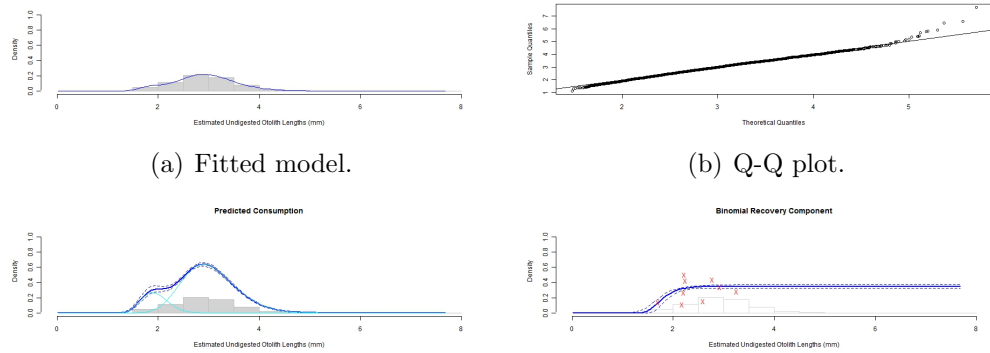 Density
0.0 0.2 0.4 0.6 0.8 1.0
0 2 4 6 8
Estimated Undigested Otolith Lengths (mm)
Sample Quantiles
1 2 3 4 5 6 7
2 3 4 5
Theoretical Quantiles
(a) Fitted model.
(b) Q-Q plot.
Predicted Consumption
Density
0.0 0.2 0.4 0.6 0.8 1.0
0 2 4 6 8
Estimated Undigested Otolith Lengths (mm)
Binomial Recovery Component
Density
0.0 0.2 0.4 0.6 0.8 1.0
X X X X X X X X X
0 2 4 6 8
Estimated Undigested Otolith Lengths (mm)